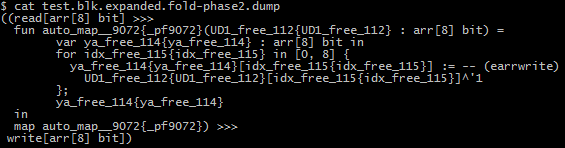 $ cat test.blk.expanded.fold-phase2.dump
((read[arr[8] bit] >>>
fun auto_map__9072{_pf9072}(UD1_free_112{UD1_free_112} : arr[8] bit) =
var ya_free_114{ya_free_114} : arr[8] bit in
for idx_free_115{idx_free_115} in [0, 8] {
ya_free_114{ya_free_114}[idx_free_115{idx_free_115}] := -- (earrwrite)
UD1_free_112{UD1_free_112}[idx_free_115{idx_free_115}]^'1
};
ya_free_114{ya_free_114}
in
map auto_map__9072{_pf9072}) >>>
write[arr[8] bit])